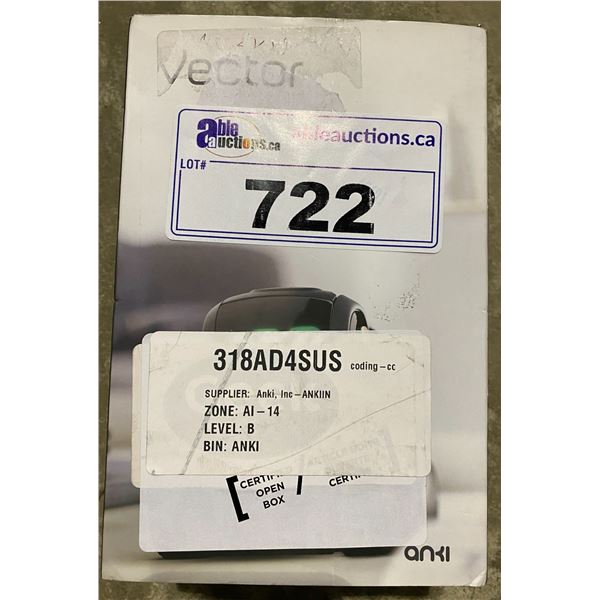 vector
able
auctions.ca
ableauctions.ca
LOT#
722
318AD4SUS coding-cc
SUPPLIER: Anki, Inc-ANKIIN
ZONE: AI-14
LEVEL: B
BIN: ANKI
OPEN
BOX
anki